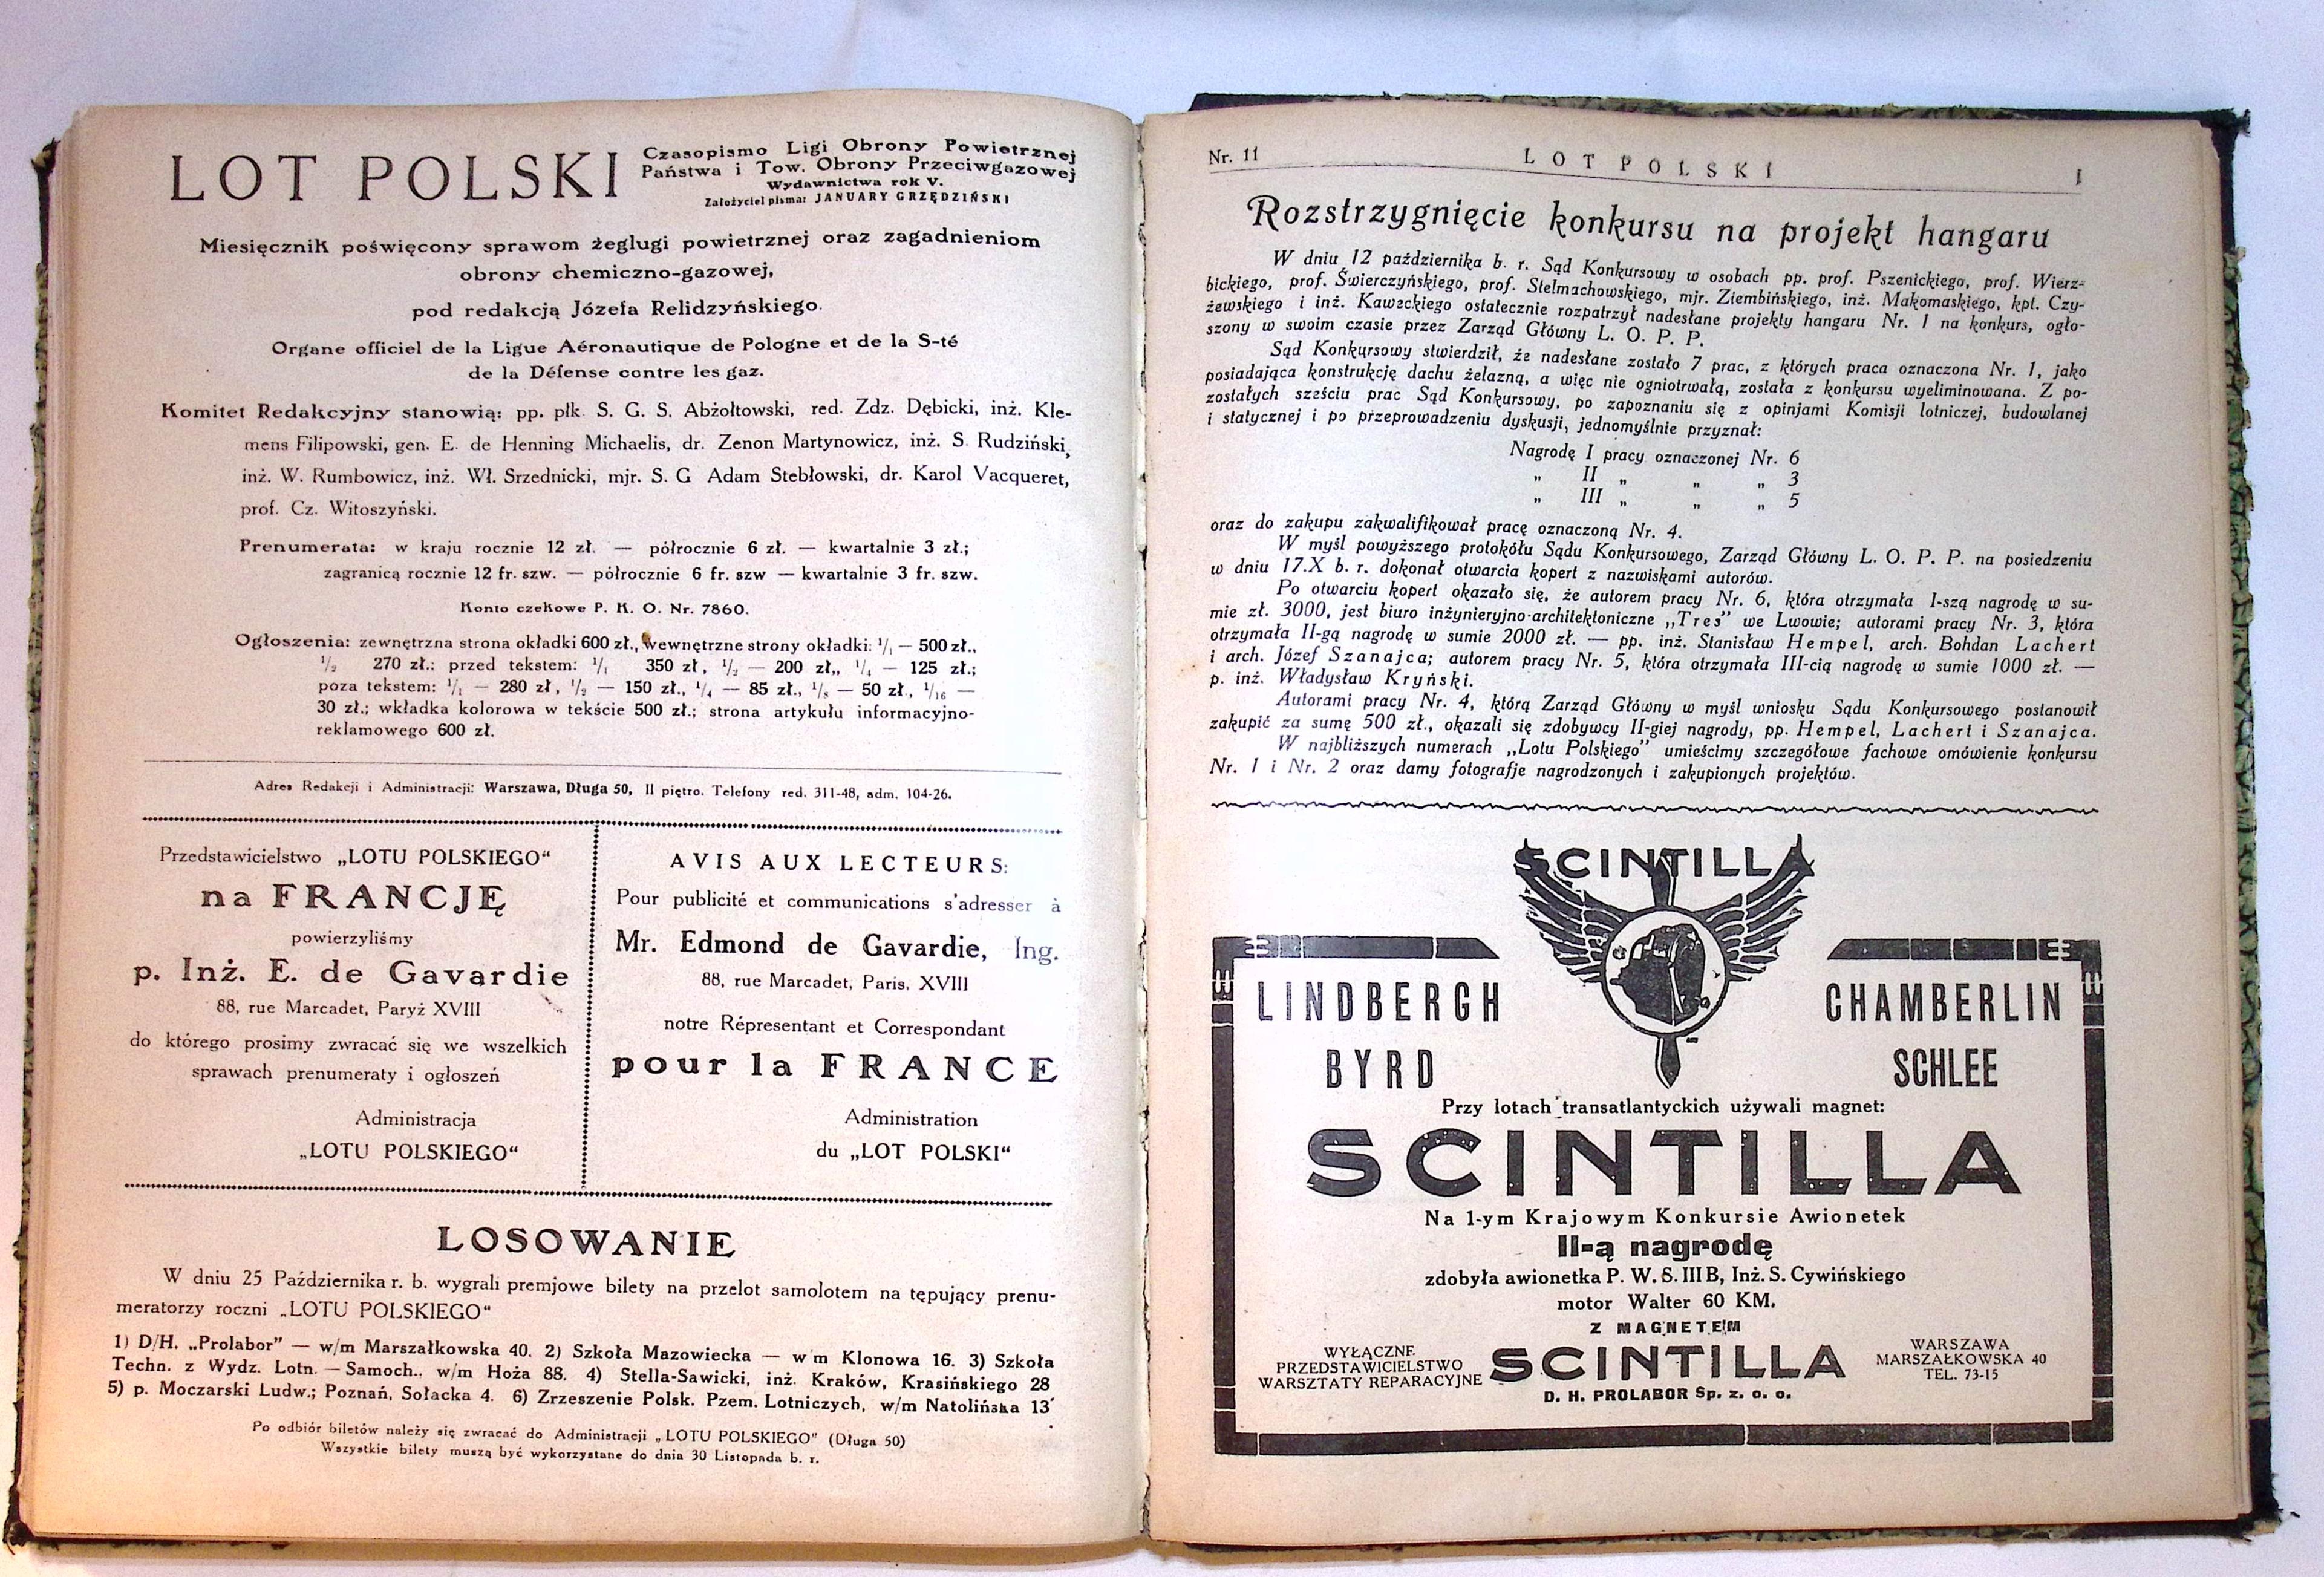 LOT POLSKI
Czasopismo Ligi Obrony Powietrznej
Państwa i Tow. Obrony Przeciwgazowej
Wydawnictwa rok V.
Założyciel pisma: JANUARY GRZĘDZIŃSKI
Miesięcznik poświęcony sprawom żeglugi powietrznej oraz zagadnieniom
obrony chemiczno-gazowej,
pod redakcją Józefa Relidzyńskiego.
Organe officiel de la Ligue Aéronautique de Pologne et de la S-té
de la Défense contre les gaz.
Komitet Redakcyjny stanowią: pp. płk. S. G. S. Abżołtowski, red. Zdz. Dębicki, inż. Kle-
mens Filipowski, gen. E. de Henning Michaelis, dr. Zenon Martynowicz, inż. S. Rudziński,
inż. W. Rumbowicz, inż. Wł. Srzednicki, mjr. S. G Adam Stebłowski, dr. Karol Vacqueret,
prof. Cz. Witoszyński.
Prenumerata: w kraju rocznie 12 zł. — półrocznie 6 zł. — kwartalnie 3 zł.;
zagranicą rocznie 12 fr. szw. — półrocznie 6 fr. szw — kwartalnie 3 fr. szw.
Konto czekowe P. K. O. Nr. 7860.
Ogłoszenia: zewnętrzna strona okładki 600 zł., wewnętrzne strony okładki: 1/1 — 500 zł.,
1/2 270 zł.: przed tekstem: 1/1 350 zł, 1/2 — 200 zł,, 1/4 — 125 zł.;
poza tekstem: 1/1 — 280 zł, 1/2 — 150 zł., 1/4 — 85 zł., 1/8 — 50 zł., 1/16 —
30 zł.; wkładka kolorowa w tekście 500 zł.; strona artykułu informacyjno-
reklamowego 600 zł.
Adres Redakcji i Administracji: Warszawa, Długa 50, II piętro. Telefony red. 311-48, adm. 104-26.
Przedstawicielstwo „LOTU POLSKIEGO“
na FRANCJĘ
powierzyliśmy
p. Inż. E. de Gavardie
88, rue Marcadet, Paryż XVIII
do którego prosimy zwracać się we wszelkich
sprawach prenumeraty i ogłoszeń
Administracja
„LOTU POLSKIEGO“
AVIS AUX LECTEURS:
Pour publicité et communications s'adresser à
Mr. Edmond de Gavardie, Ing.
88, rue Marcadet, Paris, XVIII
notre Répresentant et Correspondant
pour la FRANCE
Administration
du „LOT POLSKI“
LOSOWANIE
W dniu 25 Października r. b. wygrali premjowe bilety na przelot samolotem na tępujący prenu-
meratorzy roczni „LOTU POLSKIEGO“
1) D/H. „Prolabor” — w/m Marszałkowska 40. 2) Szkoła Mazowiecka — w m Klonowa 16. 3) Szkoła
Techn. z Wydz. Lotn. — Samoch., w/m Hoża 88. 4) Stella-Sawicki, inż. Kraków, Krasińskiego 28
5) p. Moczarski Ludw.; Poznań, Sołacka 4. 6) Zrzeszenie Polsk. Pzem. Lotniczych, w/m Natolińska 13
Po odbiór biletów należy się zwracać do Administracji „LOTU POLSKIEGO” (Długa 50)
Wszystkie bilety muszą być wykorzystane do dnia 30 Listopada b. r.
Nr. 11 LOT POLSKI I
Rozstrzygnięcie konkursu na projekt hangaru
W dniu 12 października b. r. Sąd Konkursowy w osobach pp. prof. Pszenickiego, prof. Wierz-
bickiego, prof. Świerczyńskiego, prof. Stelmachowskiego, mjr. Ziembińskiego, inż. Makomaskiego, kpt. Czy-
żewskiego i inż. Kaweckiego ostatecznie rozpatrzył nadesłane projekty hangaru Nr. 1 na konkurs, ogło-
szony w swoim czasie przez Zarząd Główny L. O. P. P.
Sąd Konkursowy stwierdził, że nadesłane zostało 7 prac, z których praca oznaczona Nr. 1, jako
posiadająca konstrukcję dachu żelazną, a więc nie ogniotrwałą, została z konkursu wyeliminowana. Z po-
zostałych sześciu prac Sąd Konkursowy, po zapoznaniu się z opinjami Komisji lotniczej, budowlanej
i statycznej i po przeprowadzeniu dyskusji, jednomyślnie przyznał:
Nagrodę I pracy oznaczonej Nr. 6
„ II „ „ „ 3
„ III „ „ „ 5
oraz do zakupu zakwalifikował pracę oznaczoną Nr. 4.
W myśl powyższego protokółu Sądu Konkursowego, Zarząd Główny L. O. P. P. na posiedzeniu
w dniu 17.X b. r. dokonał otwarcia kopert z nazwiskami autorów.
Po otwarciu kopert okazało się, że autorem pracy Nr. 6, która otrzymała I-szą nagrodę w su-
mie zł. 3000, jest biuro inżynieryjno-architektoniczne „Tres” we Lwowie; autorami pracy Nr. 3, która
otrzymała II-gą nagrodę w sumie 2000 zł. — pp. inż. Stanisław Hempel, arch. Bohdan Lachert
i arch. Józef Szanajca; autorem pracy Nr. 5, która otrzymała III-cią nagrodę w sumie 1000 zł. —
p. inż. Władysław Kryński.
Autorami pracy Nr. 4, którą Zarząd Główny w myśl wniosku Sądu Konkursowego postanowił
zakupić za sumę 500 zł., okazali się zdobywcy II-giej nagrody, pp. Hempel, Lachert i Szanajca.
W najbliższych numerach „Lotu Polskiego” umieścimy szczegółowe fachowe omówienie konkursu
Nr. 1 i Nr. 2 oraz damy fotografje nagrodzonych i zakupionych projektów.
SCINTILLA
LINDBERGH CHAMBERLIN
BYRD SCHLEE
Przy lotach transatlantyckich używali magnet:
SCINTILLA
Na 1-ym Krajowym Konkursie Awionetek
II-ą nagrodę
zdobyła awionetka P. W. S. III B, Inż. S. Cywińskiego
motor Walter 60 KM.
Z MAGNETEM
WYŁĄCZNE
PRZEDSTAWICIELSTWO
WARSZTATY REPARACYJNE
SCINTILLA
D. H. PROLABOR Sp. z. o. o.
WARSZAWA
MARSZAŁKOWSKA 40
TEL. 73-15